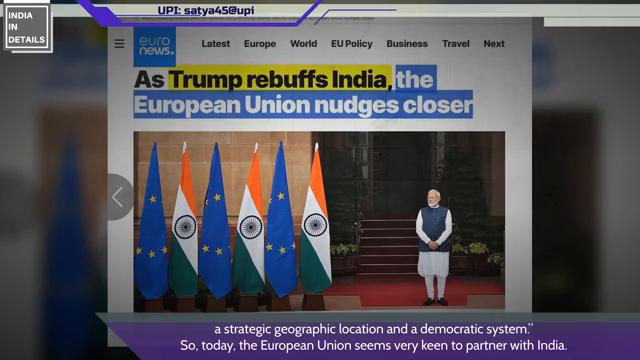 UPI: satya45@upi
INDIA
IN
DETAILS
euro
news.
Latest Europe World EU Policy Business Travel Next
As Trump rebuffs India, the
European Union nudges closer
a strategic geographic location and a democratic system.”
So, today, the European Union seems very keen to partner with India.